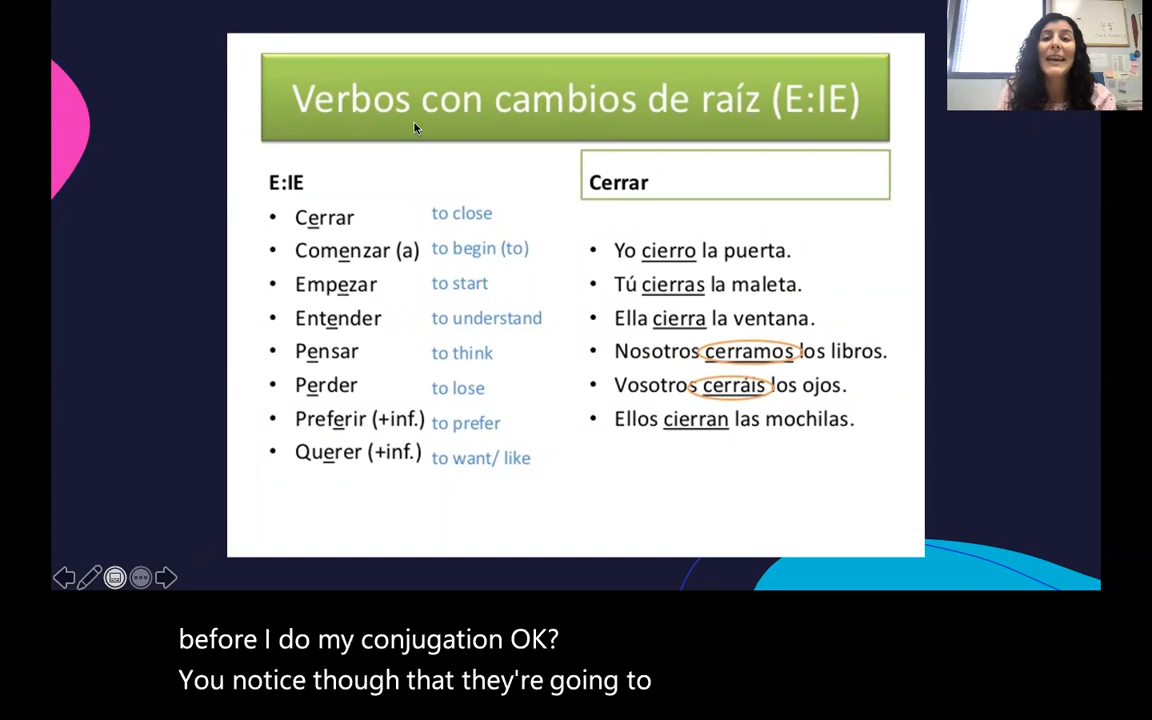 Verbos con cambios de raíz (E:IE)
E:IE
Cerrar to close
Comenzar (a) to begin (to)
Empezar to start
Entender to understand
Pensar to think
Perder to lose
Preferir (+inf.) to prefer
Querer (+inf.) to want/ like
Cerrar
Yo cierro la puerta.
Tú cierras la maleta.
Ella cierra la ventana.
Nosotros cerramos los libros.
Vosotros cerráis los ojos.
Ellos cierran las mochilas.
before I do my conjugation OK?
You notice though that they're going to